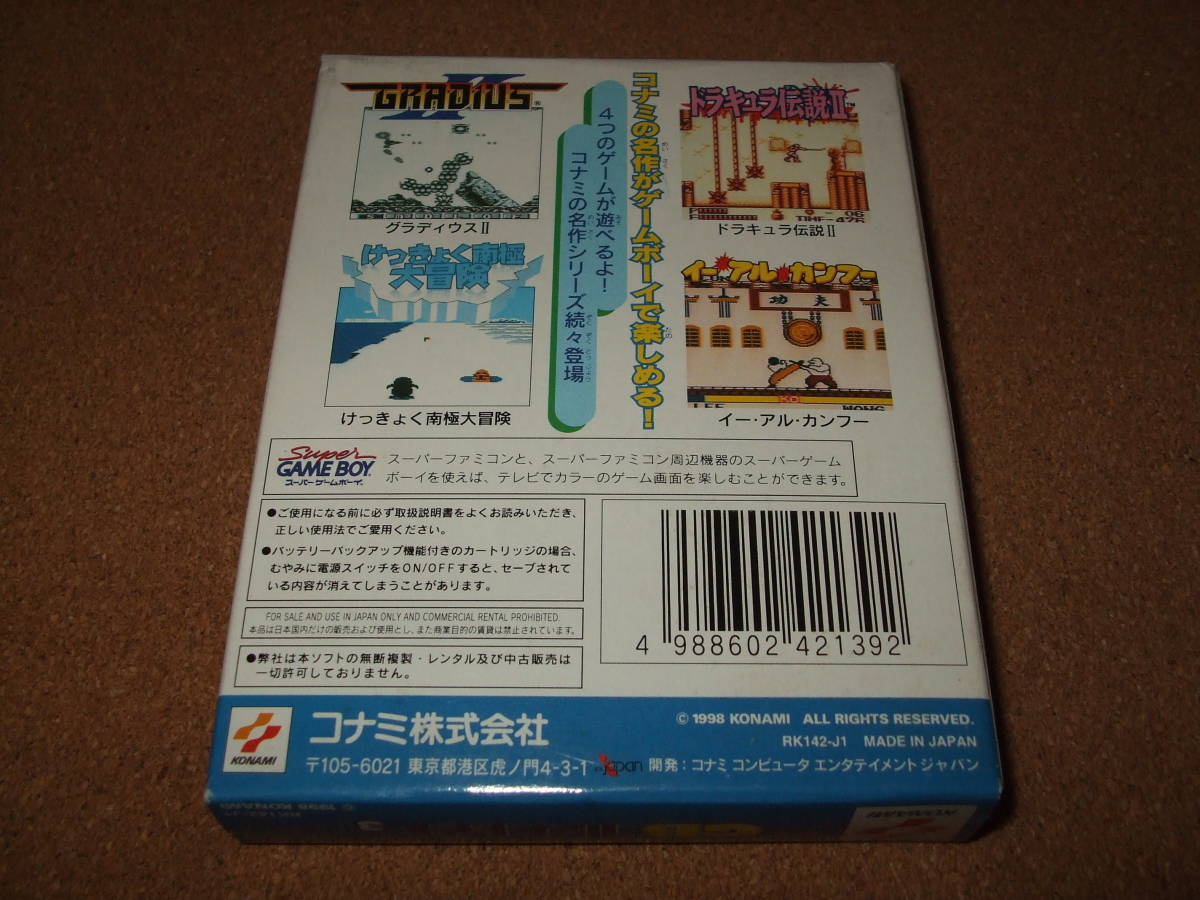 GRADIUS
II
グラディウスⅡ
けっきょく南極
大冒険
けっきょく南極大冒険
コナミの名作がゲームボーイで楽しめる!
4つのゲームが遊べるよ!
コナミの名作シリーズ続々登場
ドラキュラ伝説Ⅱ™
TIME-476
ドラキュラ伝説Ⅱ
イー・アル・カンフー
功夫
KO
LEE
WONG
イー・アル・カンフー
Super
GAME BOY
スーパーゲームボーイ
スーパーファミコンと、スーパーファミコン周辺機器のスーパーゲーム
ボーイを使えば、テレビでカラーのゲーム画面を楽しむことができます。
●ご使用になる前に必ず取扱説明書をよくお読みいただき、
正しい使用法でご愛用ください。
●バッテリーバックアップ機能付きのカートリッジの場合、
むやみに電源スイッチをON/OFFすると、セーブされて
いる内容が消えてしまうことがあります。
FOR SALE AND USE IN JAPAN ONLY AND COMMERCIAL RENTAL PROHIBITED.
本品は日本国内だけの販売および使用とし、また商業目的の賃貸は禁止されています。
●弊社は本ソフトの無断複製・レンタル及び中古販売は
一切許可しておりません。
4 988602 421392
KONAMI
コナミ株式会社
〒105-6021 東京都港区虎ノ門4-3-1
japan
開発:コナミ コンピュータ エンタテイメント ジャパン
© 1998 KONAMI ALL RIGHTS RESERVED.
RK142-J1 MADE IN JAPAN
© 1998 KONAMI
RK142-J1
KONAMI